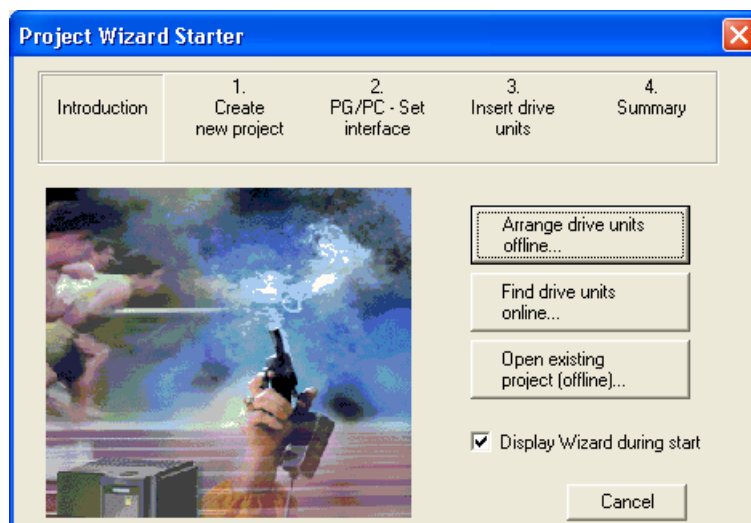 Project Wizard Starter
Introduction
1.
Create
new project
2.
PG/PC - Set
interface
3.
Insert drive
units
4.
Summary
Arrange drive units
offline...
Find drive units
online...
Open existing
project (offline)...
Display Wizard during start
Cancel